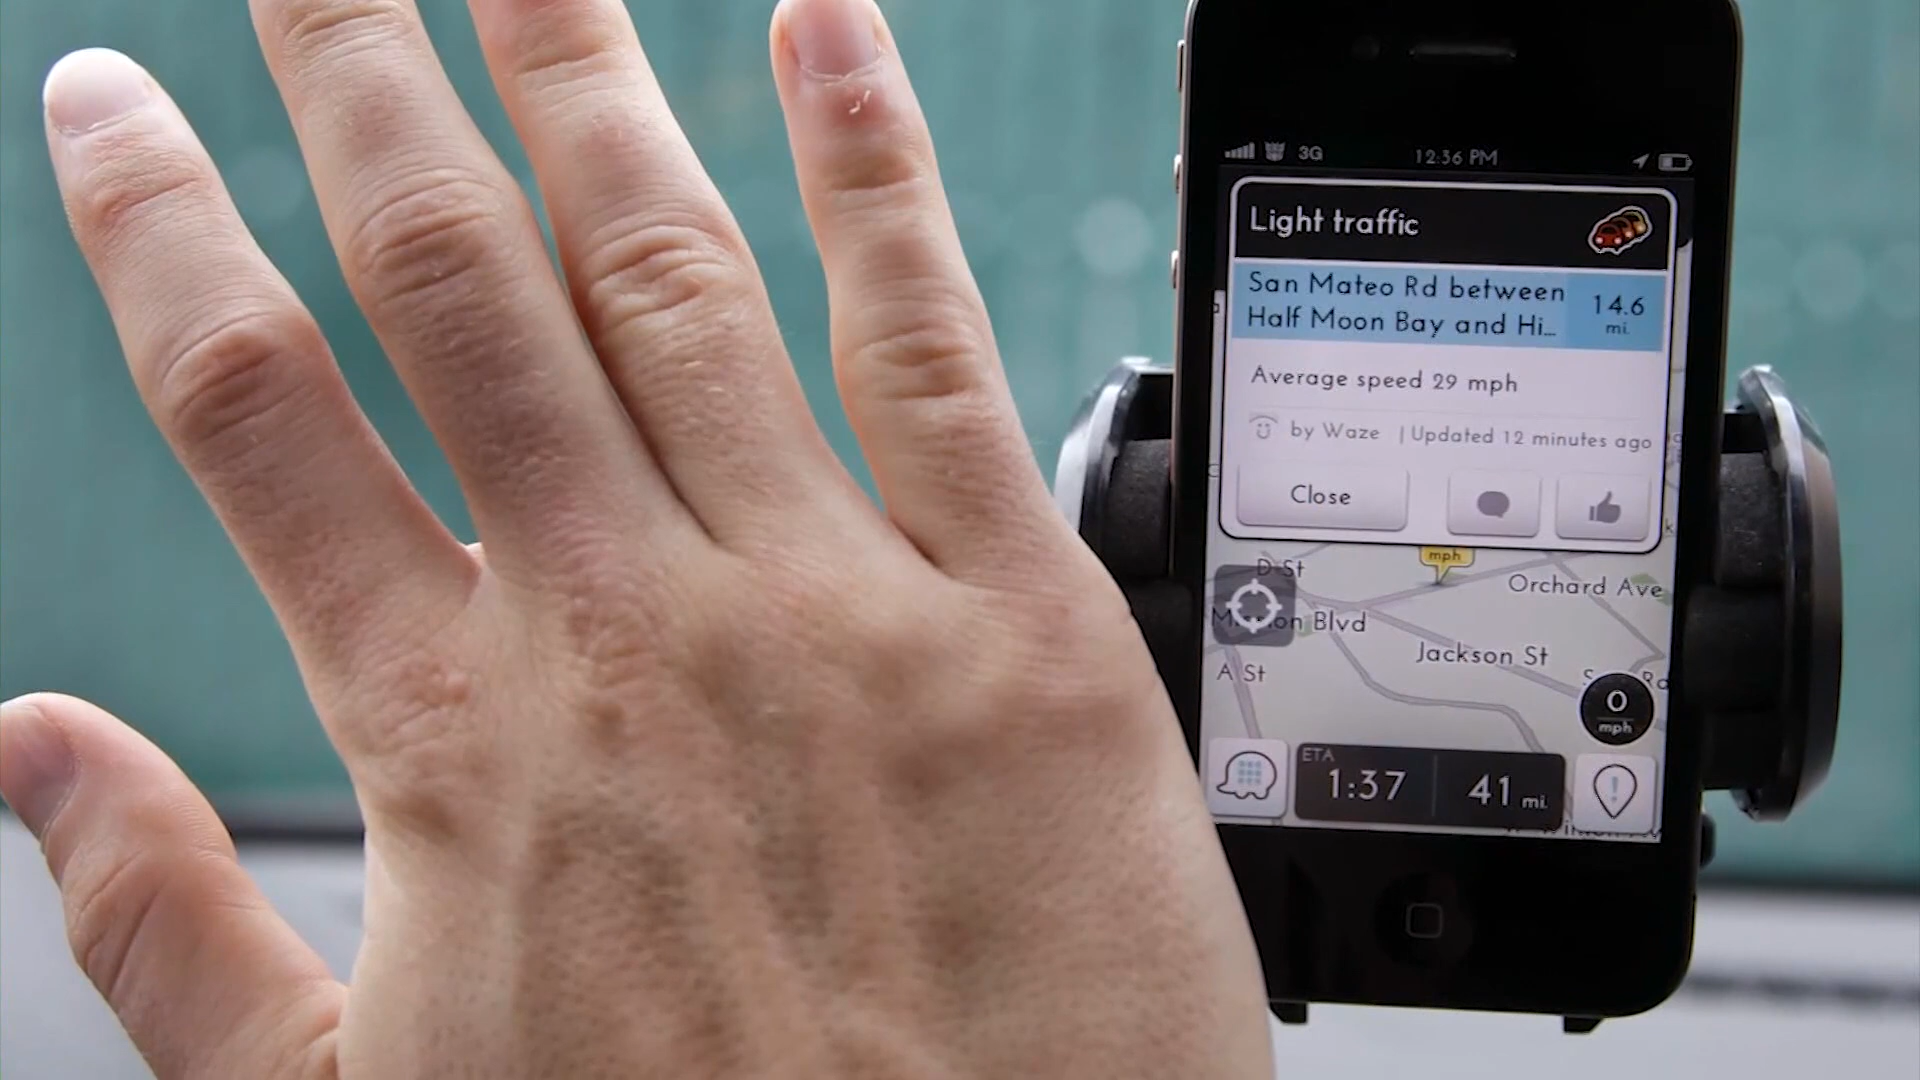 3G 12:36 PM
Light traffic
San Mateo Rd between
Half Moon Bay and Hi...
14.6
mi.
Average speed 29 mph
by Waze | Updated 12 minutes ago
Close
mph
D St
Orchard Ave
Blvd
Jackson St
A St
Rd
0
mph
ETA
1:37
41 mi.